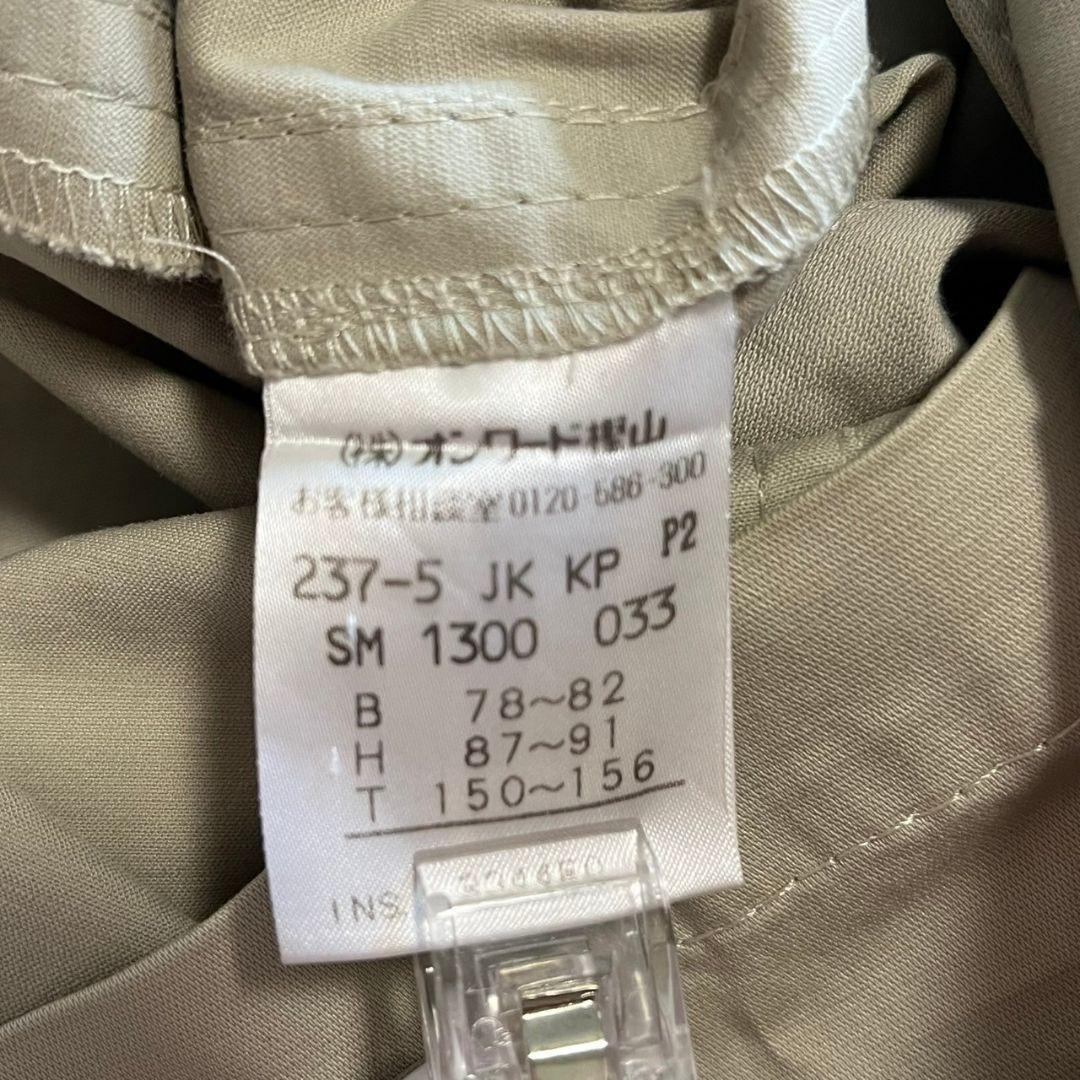 (株)オンワード樫山
お客様相談室0120-586-300
237-5 JK KP P2
SM 1300 033
B 78~82
H 87~91
T 150~156
INS.